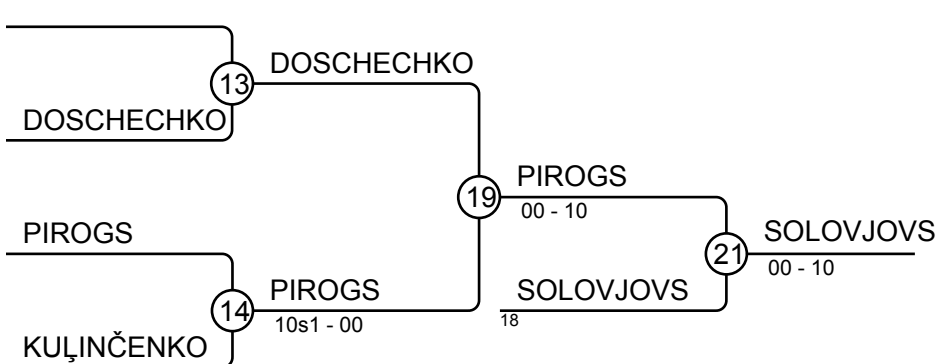 DOSCHECHKO
13
DOSCHECHKO
PIROGS
19
00 - 10
PIROGS
SOLOVJOVS
21
00 - 10
PIROGS
SOLOVJOVS
14
10s1 - 00
18
KUĻINČENKO